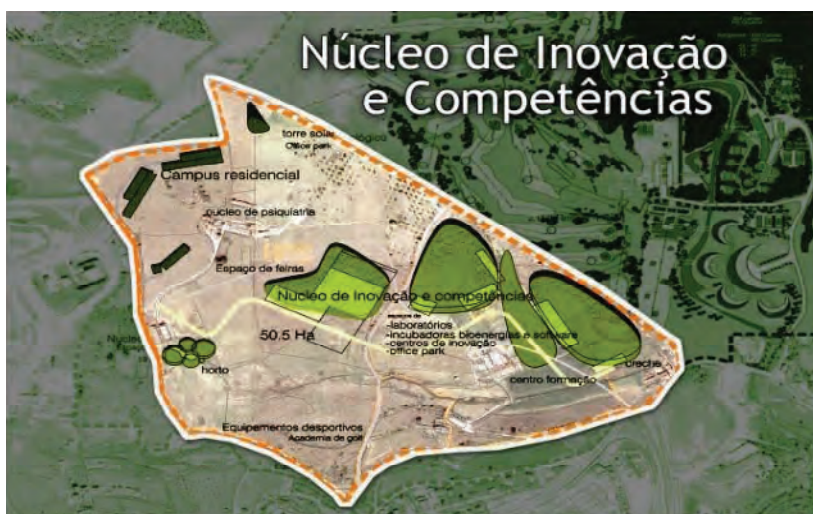 Núcleo de Inovação
e Competências
torre solar
Office park
Campus residencial
nucleo de psiquiatria
Espaço de feiras
Nucleo de Inovação e competências
50.5 Ha
-laboratórios
-incubadoras bioenergias e software
-centros de inovação
-office park
horto
centro formação
creche
Equipamentos desportivos
Academia de golf